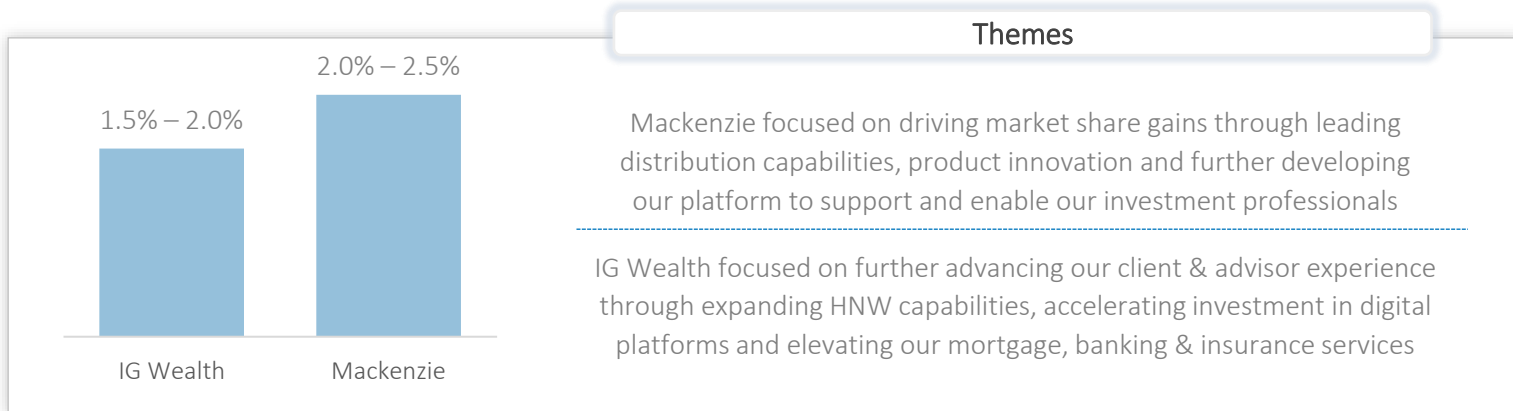 Themes
2.0% – 2.5%
1.5% – 2.0%
IG Wealth
Mackenzie
Mackenzie focused on driving market share gains through leading
distribution capabilities, product innovation and further developing
our platform to support and enable our investment professionals
IG Wealth focused on further advancing our client & advisor experience
through expanding HNW capabilities, accelerating investment in digital
platforms and elevating our mortgage, banking & insurance services